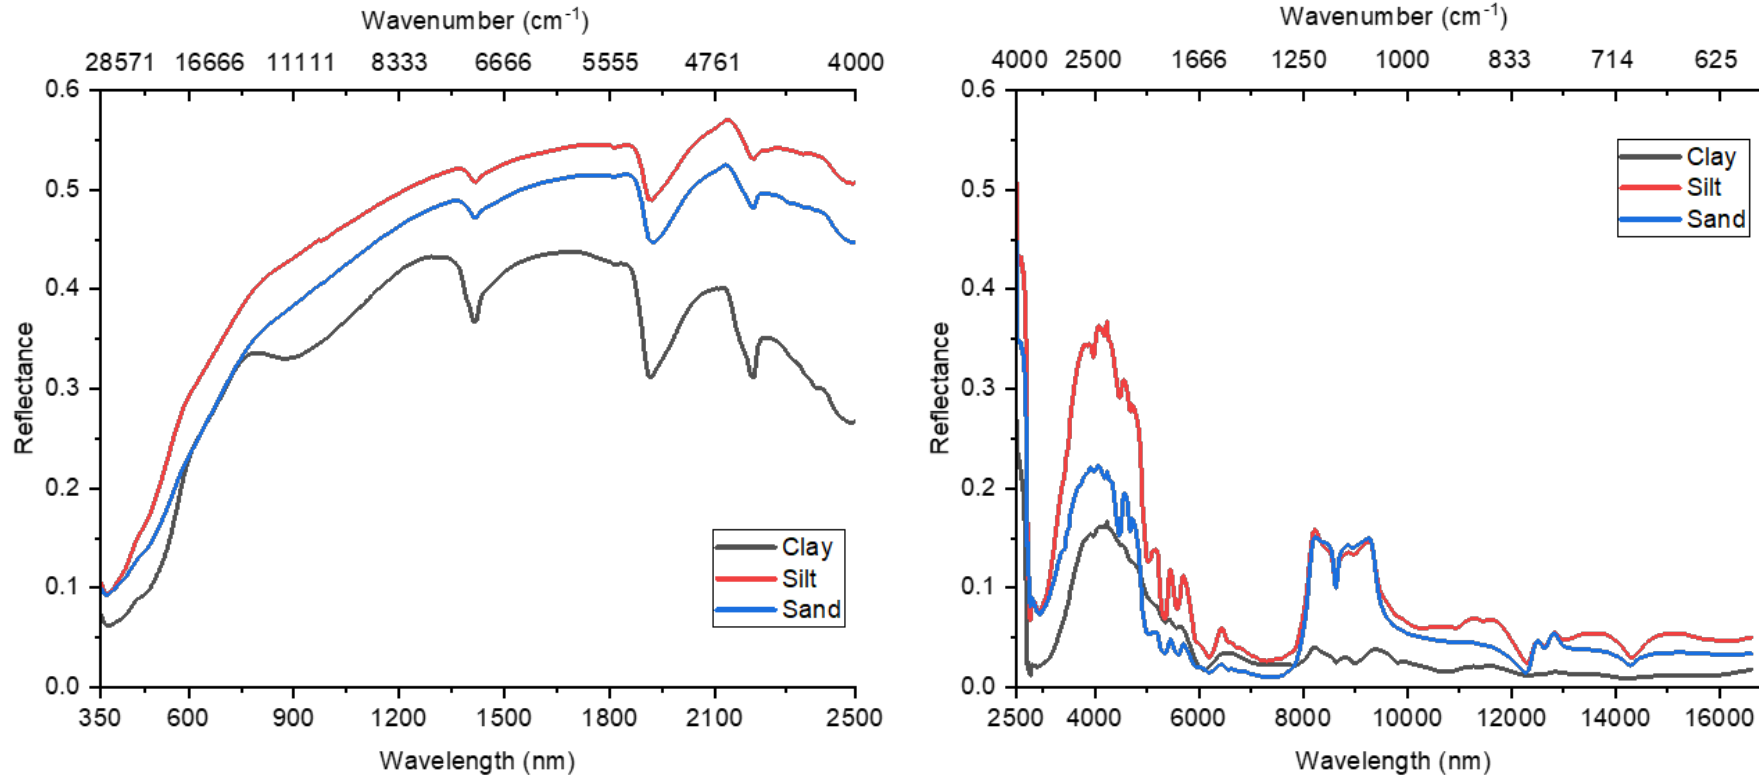 Wavenumber (cm-1)
28571 16666 11111 8333 6666 5555 4761 4000
0.6
0.5
0.4
0.3
0.2
0.1
0.0
Reflectance
Clay
Silt
Sand
350 600 900 1200 1500 1800 2100 2500
Wavelength (nm)
Wavenumber (cm-1)
4000 2500 1666 1250 1000 833 714 625
0.6
0.5
0.4
0.3
0.2
0.1
0.0
Reflectance
Clay
Silt
Sand
2500 4000 6000 8000 10000 12000 14000 16000
Wavelength (nm)